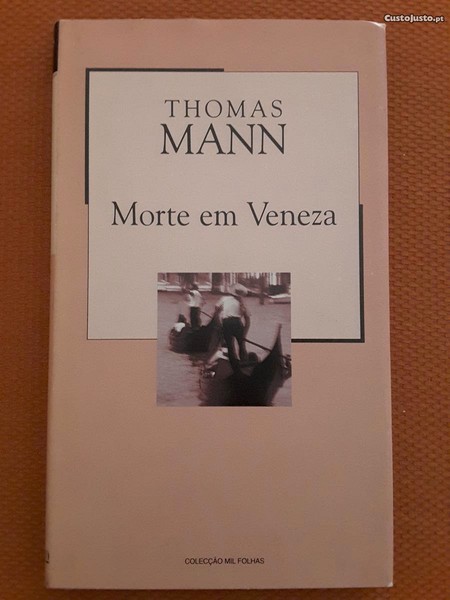 CustoJusto.pt
THOMAS
MANN
Morte em Veneza
COLECÇÃO MIL FOLHAS